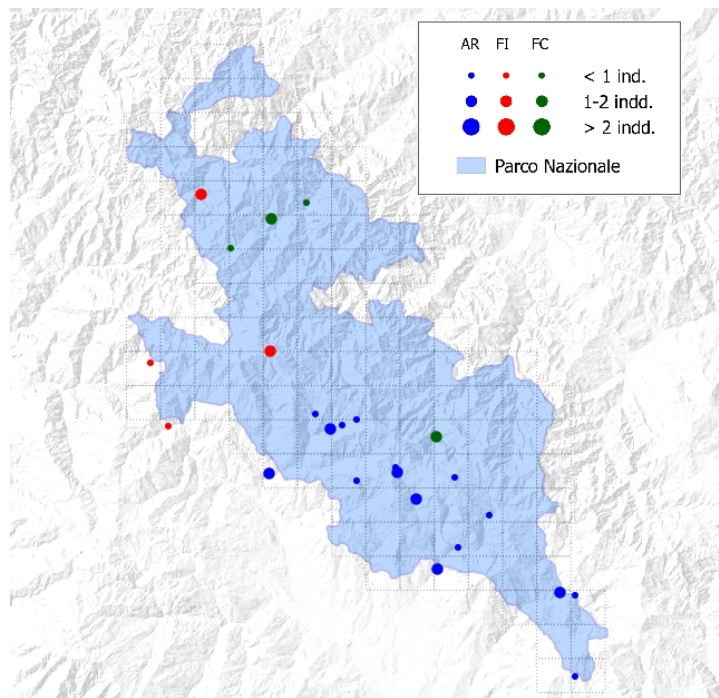 AR FI FC
< 1 ind.
1-2 indd.
> 2 indd.
Parco Nazionale